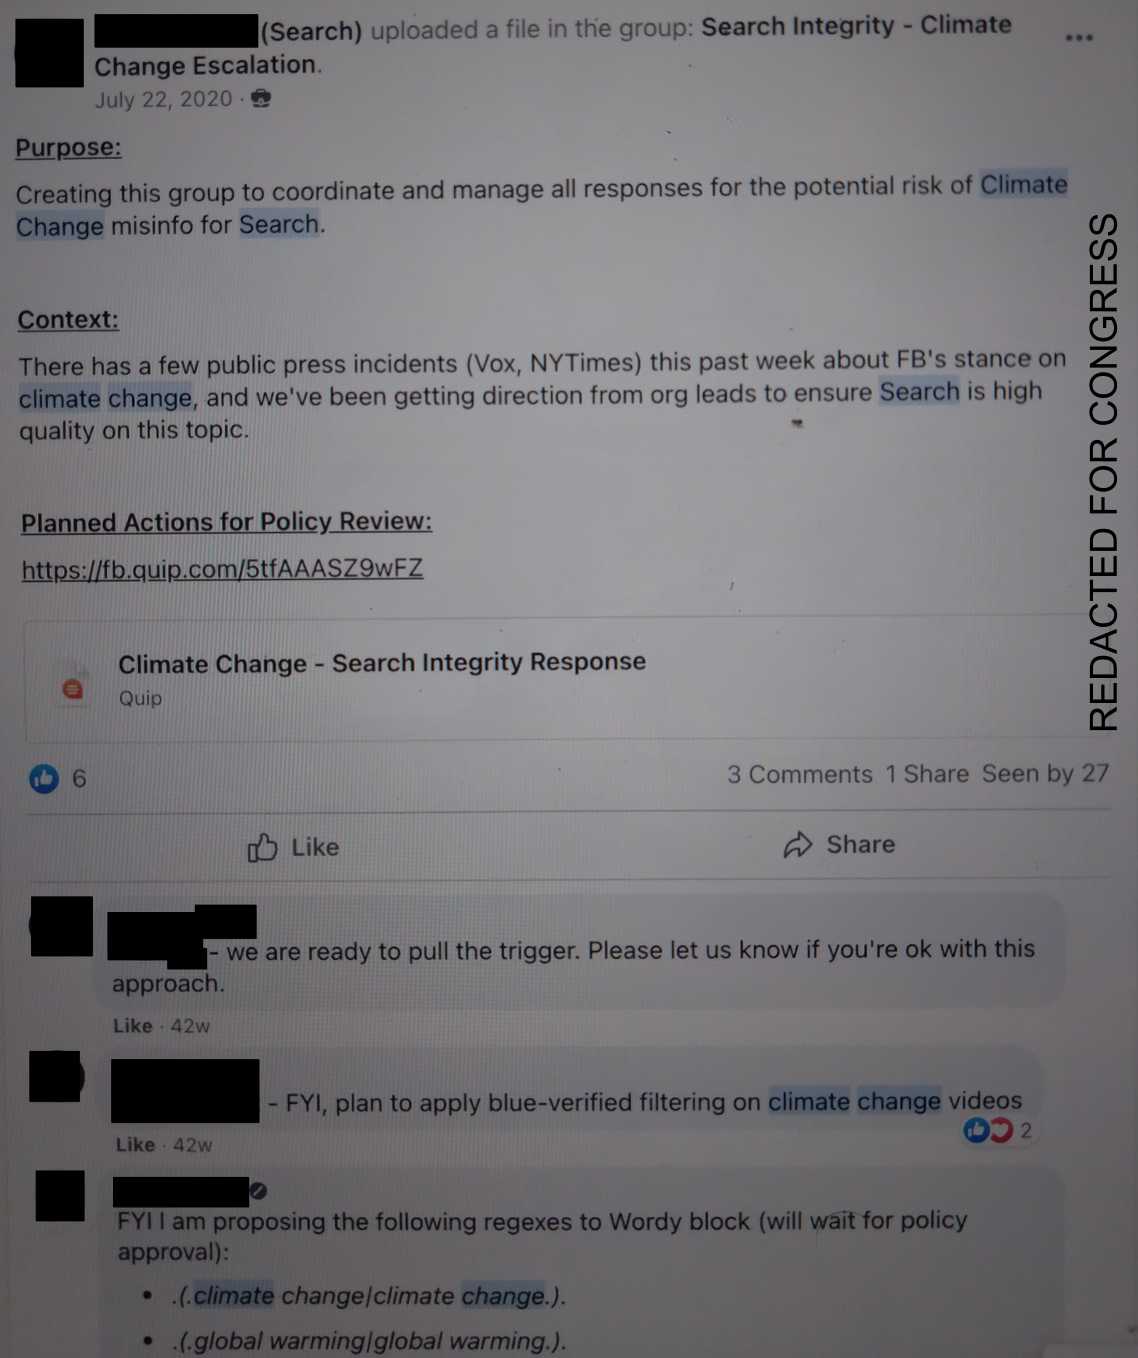 (Search) uploaded a file in the group: Search Integrity - Climate
Change Escalation.
July 22, 2020 ·
Purpose:
Creating this group to coordinate and manage all responses for the potential risk of Climate
Change misinfo for Search.
Context:
There has a few public press incidents (Vox, NYTimes) this past week about FB's stance on
climate change, and we've been getting direction from org leads to ensure Search is high
quality on this topic.
Planned Actions for Policy Review:
https://fb.quip.com/5tfAAASZ9wFZ
Climate Change - Search Integrity Response
Quip
6
3 Comments 1 Share Seen by 27
Like
Share
- we are ready to pull the trigger. Please let us know if you're ok with this
approach.
Like · 42w
- FYI, plan to apply blue-verified filtering on climate change videos
2
Like · 42w
FYI I am proposing the following regexes to Wordy block (will wait for policy
approval):
• .(.climate change|climate change.).
• .(.global warming|global warming.).
REDACTED FOR CONGRESS